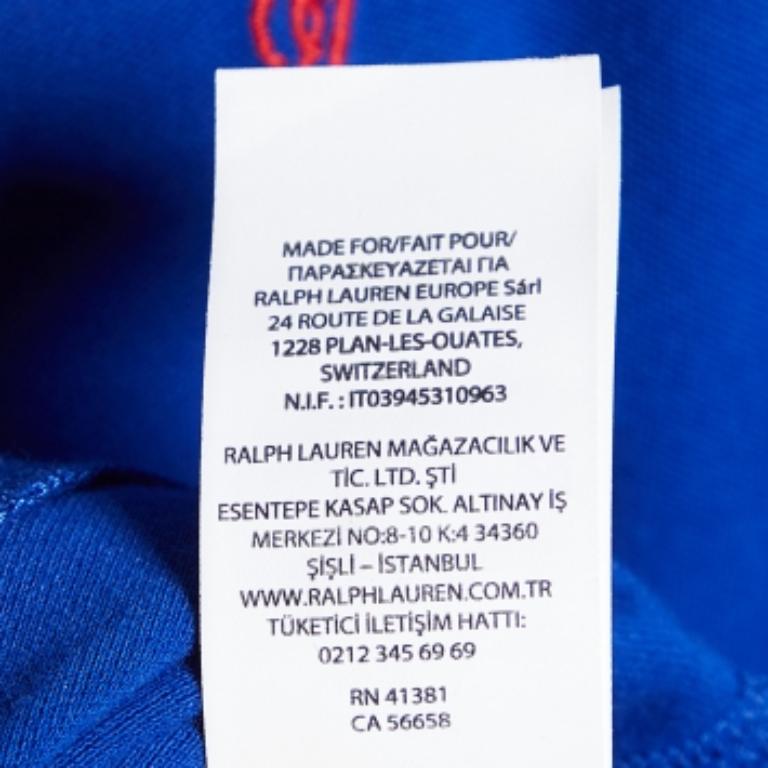 MADE FOR/FAIT POUR/
ΠΑΡΑΣΚΕΥΑΖΕΤΑΙ ΓΙΑ
RALPH LAUREN EUROPE Sárl
24 ROUTE DE LA GALAISE
1228 PLAN-LES-OUATES,
SWITZERLAND
N.I.F. : IT03945310963
RALPH LAUREN MAĞAZACILIK VE
TİC. LTD. ŞTİ
ESENTEPE KASAP SOK. ALTINAY İŞ
MERKEZİ NO:8-10 K:4 34360
ŞİŞLİ – İSTANBUL
WWW.RALPHLAUREN.COM.TR
TÜKETİCİ İLETİŞİM HATTI:
0212 345 69 69
RN 41381
CA 56658